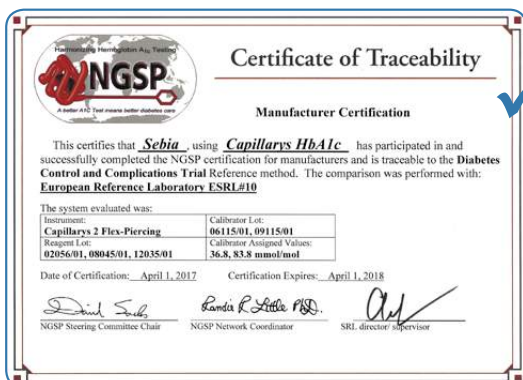 Harmonizing Hemoglobin A1c Testing
NGSP
A better A1C Test means better diabetes care
Certificate of Traceability
Manufacturer Certification
This certifies that Sebia, using Capillarys HbA1c has participated in and
successfully completed the NGSP certification for manufacturers and is traceable to the Diabetes
Control and Complications Trial Reference method. The comparison was performed with:
European Reference Laboratory ESRL#10
The system evaluated was:
Instrument: Calibrator Lot:
Capillarys 2 Flex-Piercing 06115/01, 09115/01
Reagent Lot: Calibrator Assigned Values:
02056/01, 08045/01, 12035/01 36.8, 83.8 mmol/mol
Date of Certification: April 1, 2017 Certification Expires: April 1, 2018
David Sacks Randie R Little PhD.
NGSP Steering Committee Chair NGSP Network Coordinator SRL director/ supervisor